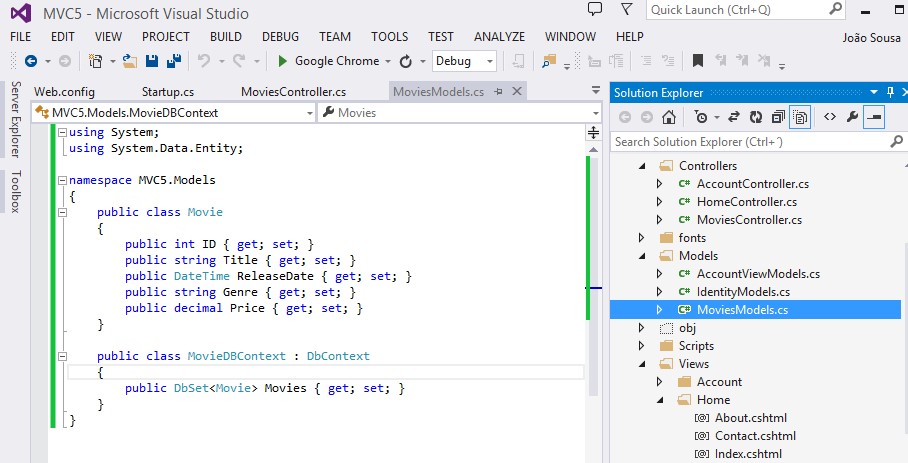 MVC5 - Microsoft Visual Studio
Quick Launch (Ctrl+Q)
FILE EDIT VIEW PROJECT BUILD DEBUG TEAM TOOLS TEST ANALYZE WINDOW HELP
João Sousa
Google Chrome
Debug
Server Explorer
Toolbox
Web.config Startup.cs MoviesController.cs MoviesModels.cs
MVC5.Models.MovieDBContext Movies
using System;
using System.Data.Entity;
namespace MVC5.Models
{
public class Movie
{
public int ID { get; set; }
public string Title { get; set; }
public DateTime ReleaseDate { get; set; }
public string Genre { get; set; }
public decimal Price { get; set; }
}
public class MovieDBContext : DbContext
{
public DbSet<Movie> Movies { get; set; }
}
}
Solution Explorer
Search Solution Explorer (Ctrl+´)
Controllers
C# AccountController.cs
C# HomeController.cs
C# MoviesController.cs
fonts
Models
C# AccountViewModels.cs
C# IdentityModels.cs
C# MoviesModels.cs
obj
Scripts
Views
Account
Home
[@] About.cshtml
[@] Contact.cshtml
[@] Index.cshtml